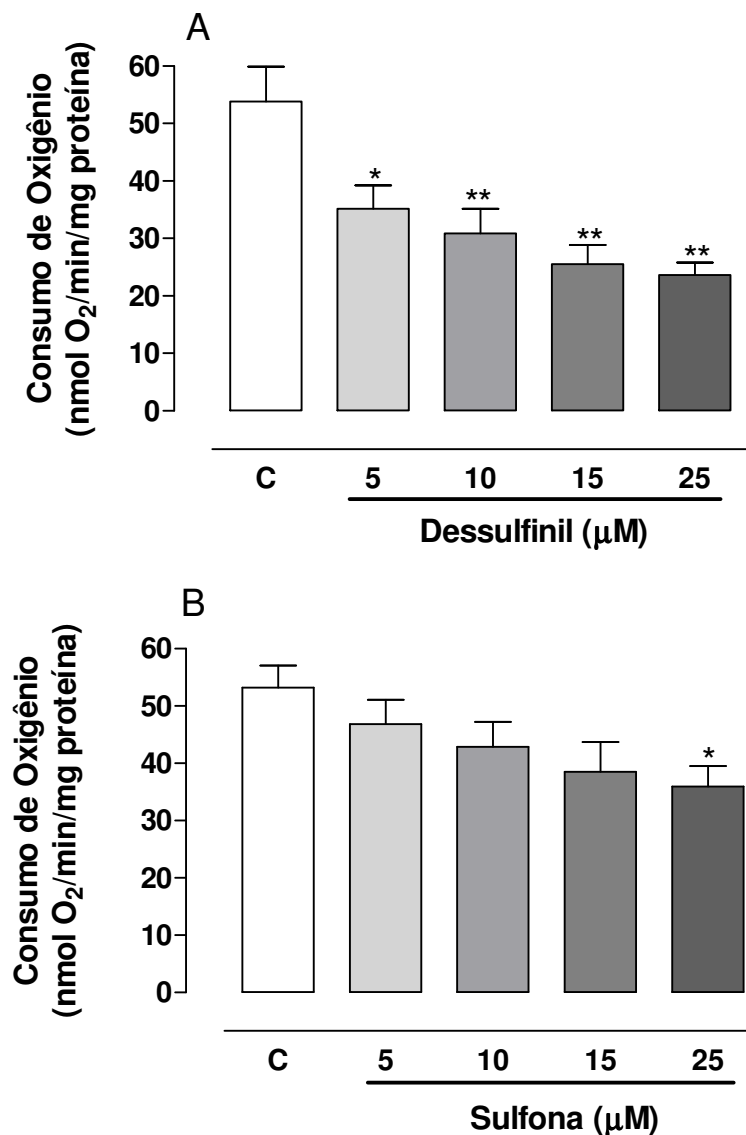 A
Consumo de Oxigênio
(nmol O₂/min/mg proteína)
60
50
40
30
20
10
0
*
**
**
**
C 5 10 15 25
Dessulfinil (μM)
B
Consumo de Oxigênio
(nmol O₂/min/mg proteína)
60
50
40
30
20
10
0
*
C 5 10 15 25
Sulfona (μM)